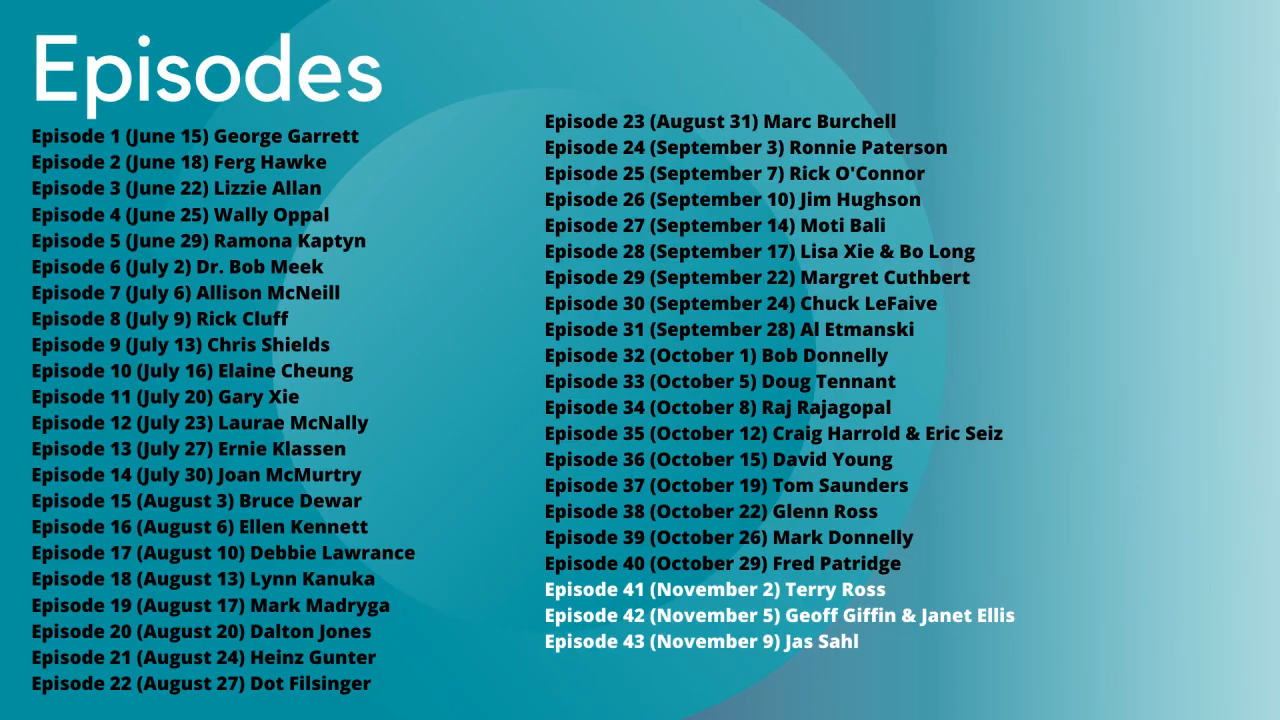 Episodes
Episode 1 (June 15) George Garrett
Episode 2 (June 18) Ferg Hawke
Episode 3 (June 22) Lizzie Allan
Episode 4 (June 25) Wally Oppal
Episode 5 (June 29) Ramona Kaptyn
Episode 6 (July 2) Dr. Bob Meek
Episode 7 (July 6) Allison McNeill
Episode 8 (July 9) Rick Cluff
Episode 9 (July 13) Chris Shields
Episode 10 (July 16) Elaine Cheung
Episode 11 (July 20) Gary Xie
Episode 12 (July 23) Laurae McNally
Episode 13 (July 27) Ernie Klassen
Episode 14 (July 30) Joan McMurtry
Episode 15 (August 3) Bruce Dewar
Episode 16 (August 6) Ellen Kennett
Episode 17 (August 10) Debbie Lawrance
Episode 18 (August 13) Lynn Kanuka
Episode 19 (August 17) Mark Madryga
Episode 20 (August 20) Dalton Jones
Episode 21 (August 24) Heinz Gunter
Episode 22 (August 27) Dot Filsinger
Episode 23 (August 31) Marc Burchell
Episode 24 (September 3) Ronnie Paterson
Episode 25 (September 7) Rick O'Connor
Episode 26 (September 10) Jim Hughson
Episode 27 (September 14) Moti Bali
Episode 28 (September 17) Lisa Xie & Bo Long
Episode 29 (September 22) Margret Cuthbert
Episode 30 (September 24) Chuck LeFaive
Episode 31 (September 28) Al Etmanski
Episode 32 (October 1) Bob Donnelly
Episode 33 (October 5) Doug Tennant
Episode 34 (October 8) Raj Rajagopal
Episode 35 (October 12) Craig Harrold & Eric Seiz
Episode 36 (October 15) David Young
Episode 37 (October 19) Tom Saunders
Episode 38 (October 22) Glenn Ross
Episode 39 (October 26) Mark Donnelly
Episode 40 (October 29) Fred Patridge
Episode 41 (November 2) Terry Ross
Episode 42 (November 5) Geoff Giffin & Janet Ellis
Episode 43 (November 9) Jas Sahl